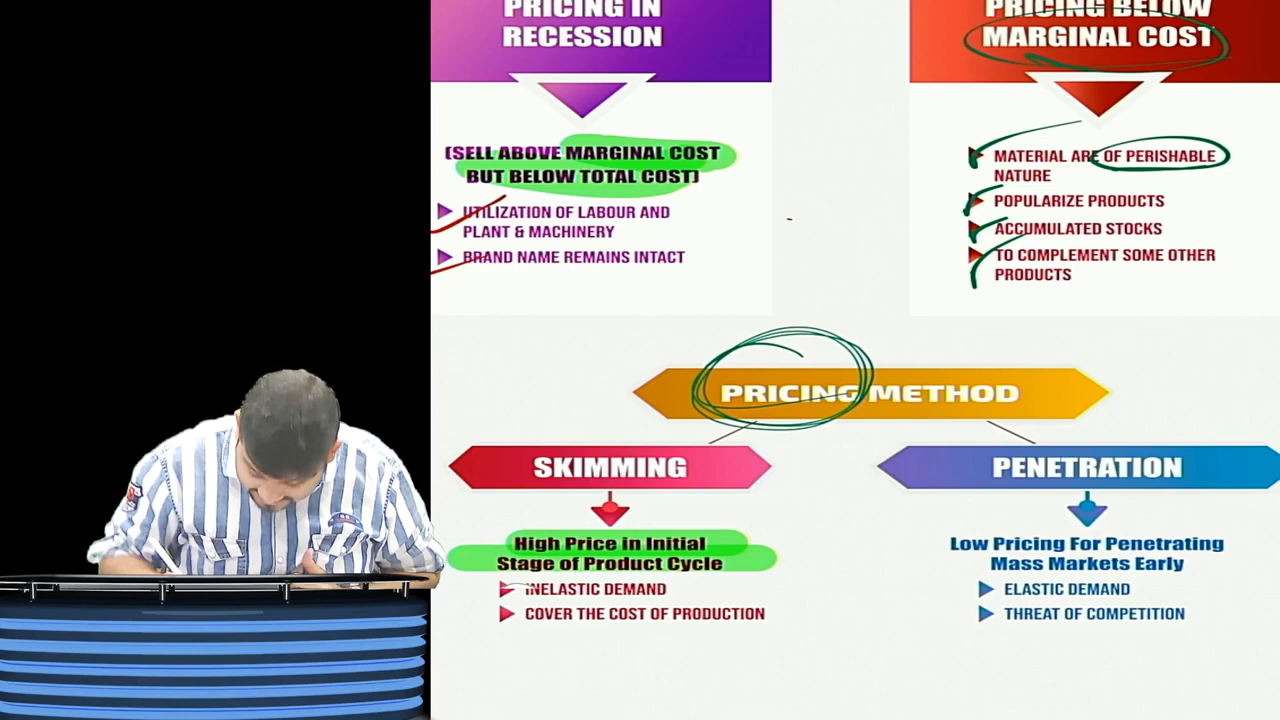 PRICING IN
RECESSION
(SELL ABOVE MARGINAL COST
BUT BELOW TOTAL COST)
UTILIZATION OF LABOUR AND
PLANT & MACHINERY
BRAND NAME REMAINS INTACT
PRICING BELOW
MARGINAL COST
MATERIAL ARE OF PERISHABLE
NATURE
POPULARIZE PRODUCTS
ACCUMULATED STOCKS
TO COMPLEMENT SOME OTHER
PRODUCTS
PRICING METHOD
SKIMMING
High Price in Initial
Stage of Product Cycle
INELASTIC DEMAND
COVER THE COST OF PRODUCTION
PENETRATION
Low Pricing For Penetrating
Mass Markets Early
ELASTIC DEMAND
THREAT OF COMPETITION